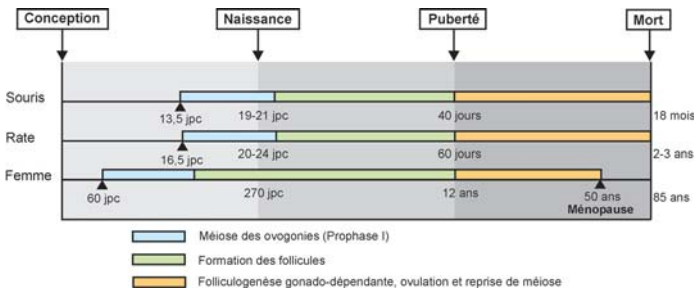 Conception Naissance Puberté Mort
Souris
13,5 jpc 19-21 jpc 40 jours 18 mois
Rate
16,5 jpc 20-24 jpc 60 jours 2-3 ans
Femme
60 jpc 270 jpc 12 ans 50 ans 85 ans
Ménopause
Méiose des ovogonies (Prophase I)
Formation des follicules
Folliculogenèse gonado-dépendante, ovulation et reprise de méiose